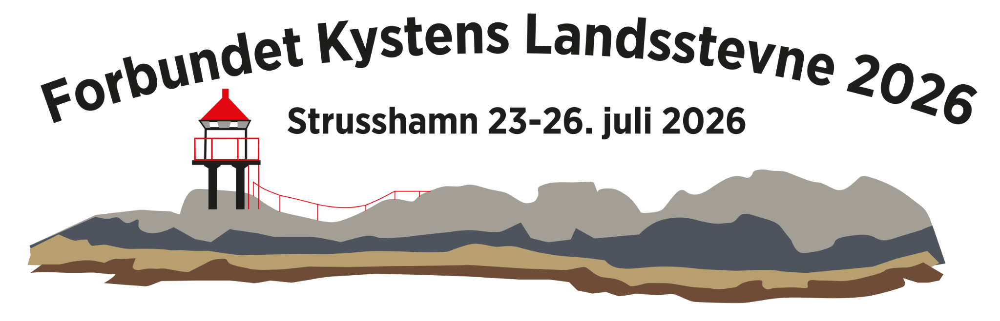 Forbundet Kystens Landsstevne 2026
Strusshamn 23-26. juli 2026